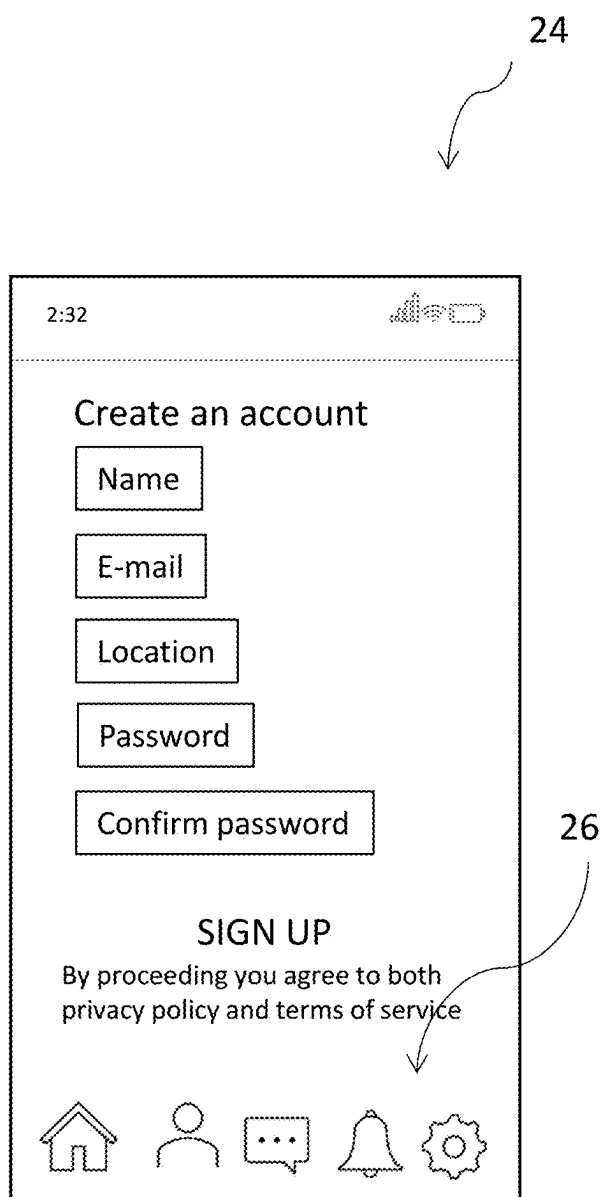 24
2:32
Create an account
Name
E-mail
Location
Password
Confirm password
26
SIGN UP
By proceeding you agree to both
privacy policy and terms of service